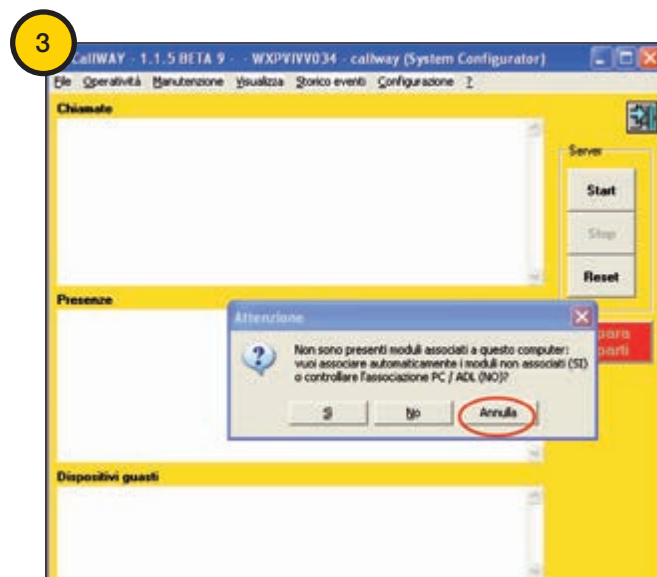 3
CallWAY - 1.1.5 BETA 9 - - WXPVIVV034 - callway (System Configurator)
File Operatività Manutenzione Visualizza Storico eventi Configurazione ?
Chiamate
Server
Start
Stop
Reset
Presenze
Attenzione
Non sono presenti moduli associati a questo computer:
vuoi associare automaticamente i moduli non associati (SI)
o controllare l'associazione PC / ADL (NO)?
Sì No Annulla
para
parti
Dispositivi guasti